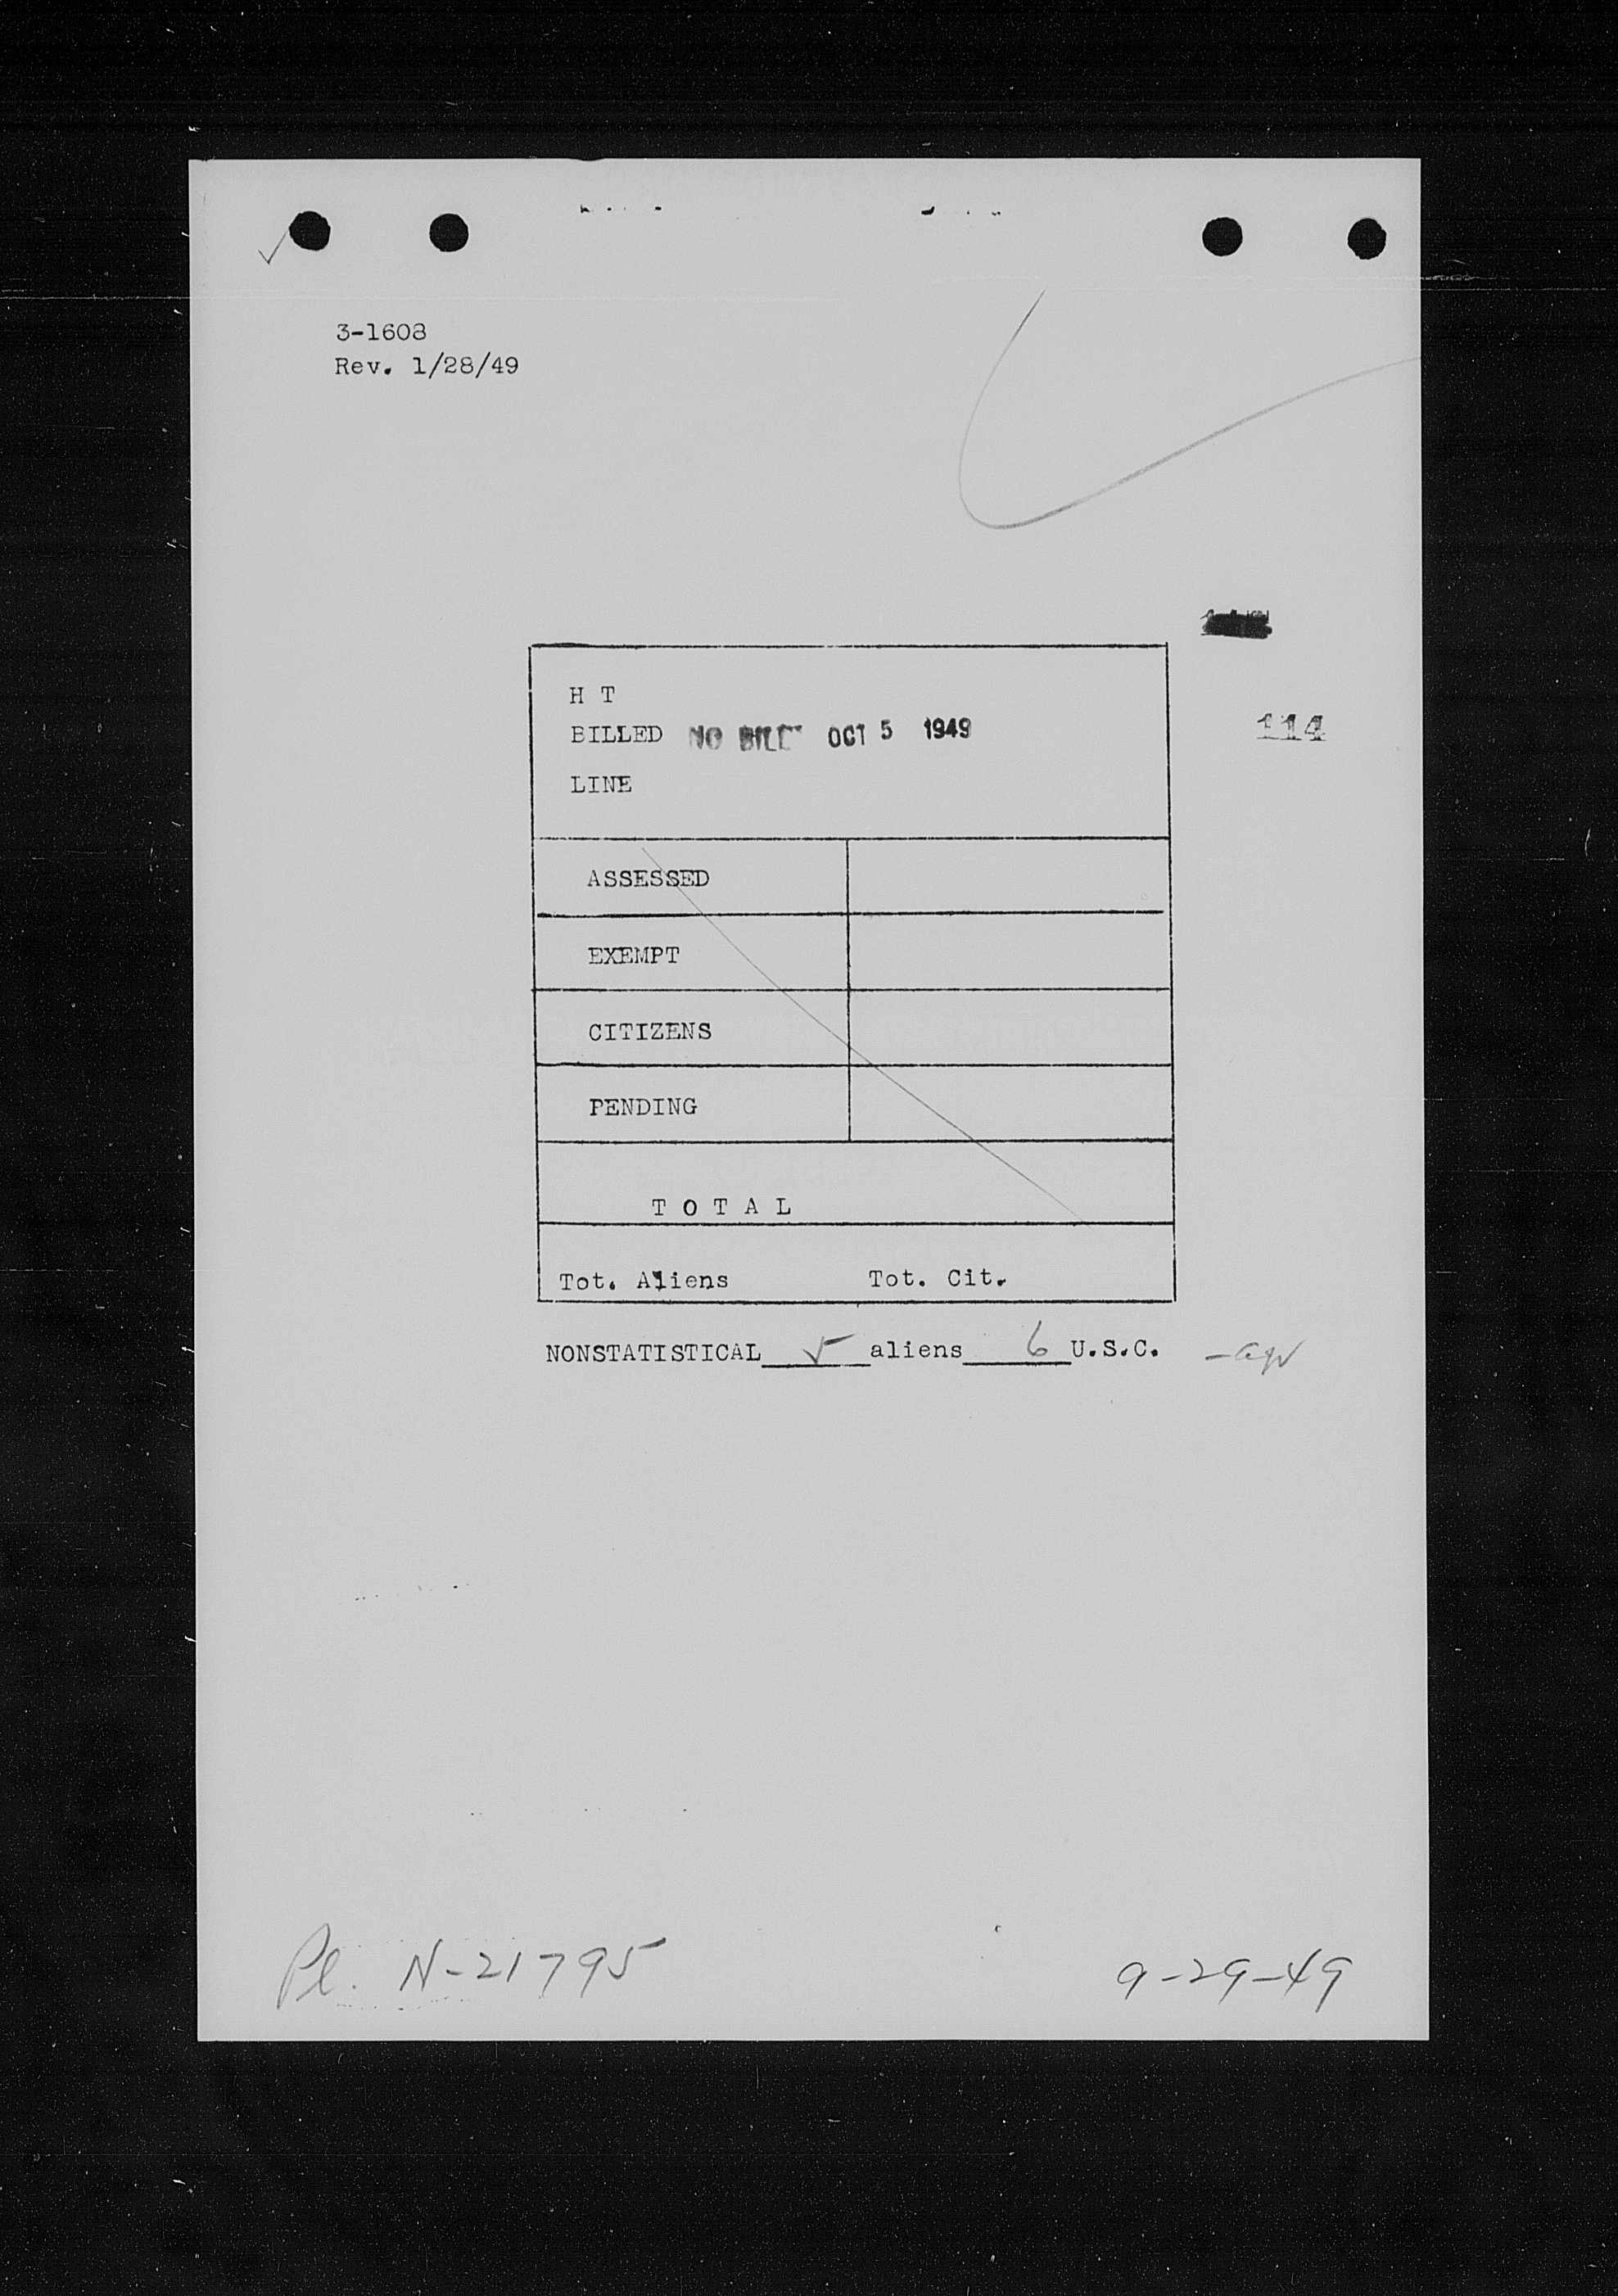 3-1608
Rev. 1/28/49
H T
BILLED NO BILL OCT 5 1949
114
LINE
ASSESSED
EXEMPT
CITIZENS
PENDING
T O T A L
Tot. Aliens Tot. Cit.
NONSTATISTICAL 5 aliens 6 U.S.C.
Pl. N-21795 9-29-49